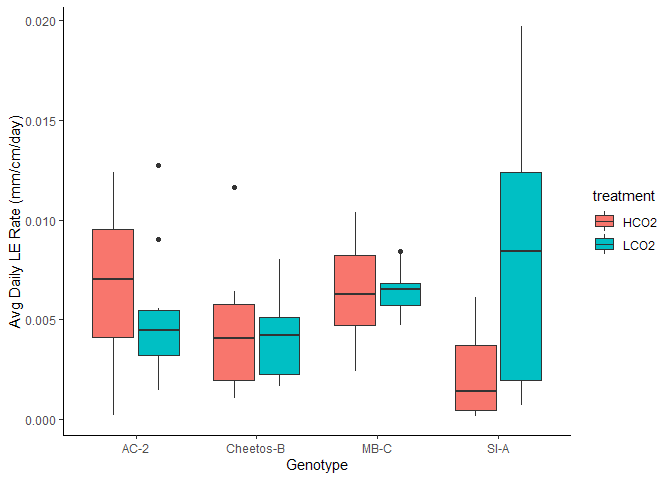 Avg Daily LE Rate (mm/cm/day)
0.020
0.015
0.010
0.005
0.000
AC-2
Cheetos-B
MB-C
SI-A
Genotype
treatment
HCO2
LCO2